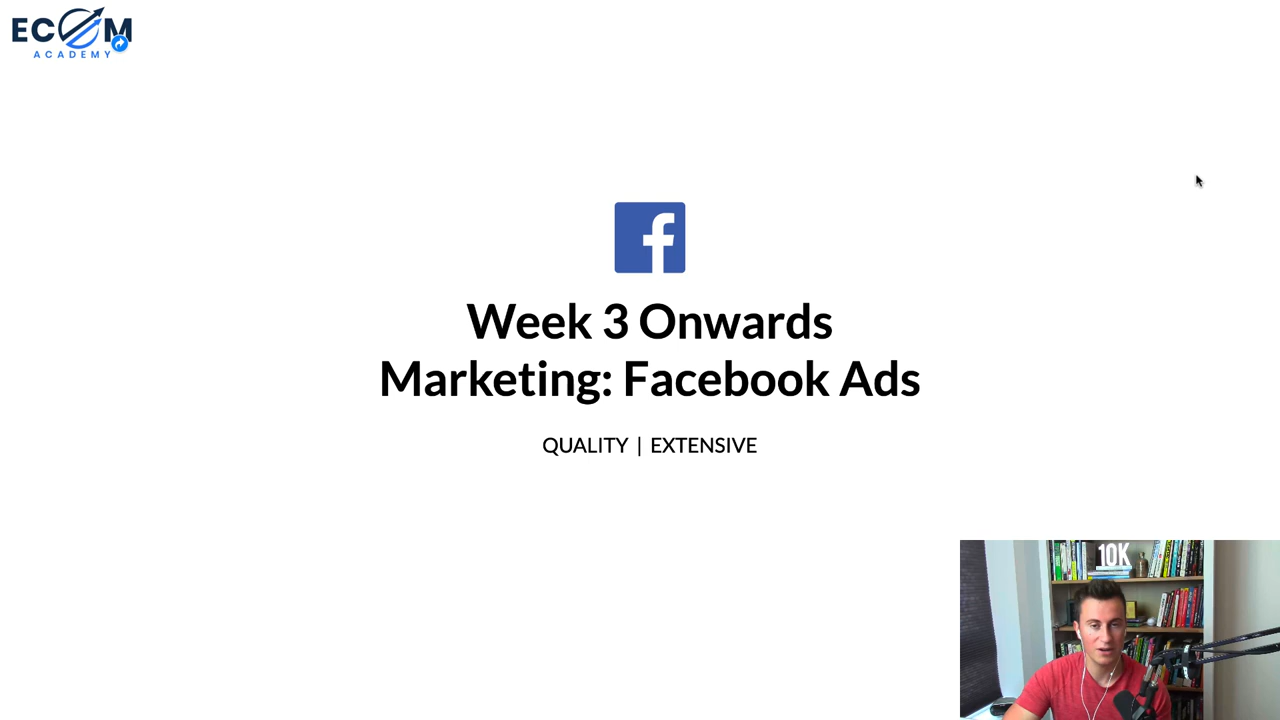 ECOM
ACADEMY
Week 3 Onwards
Marketing: Facebook Ads
QUALITY | EXTENSIVE
10K